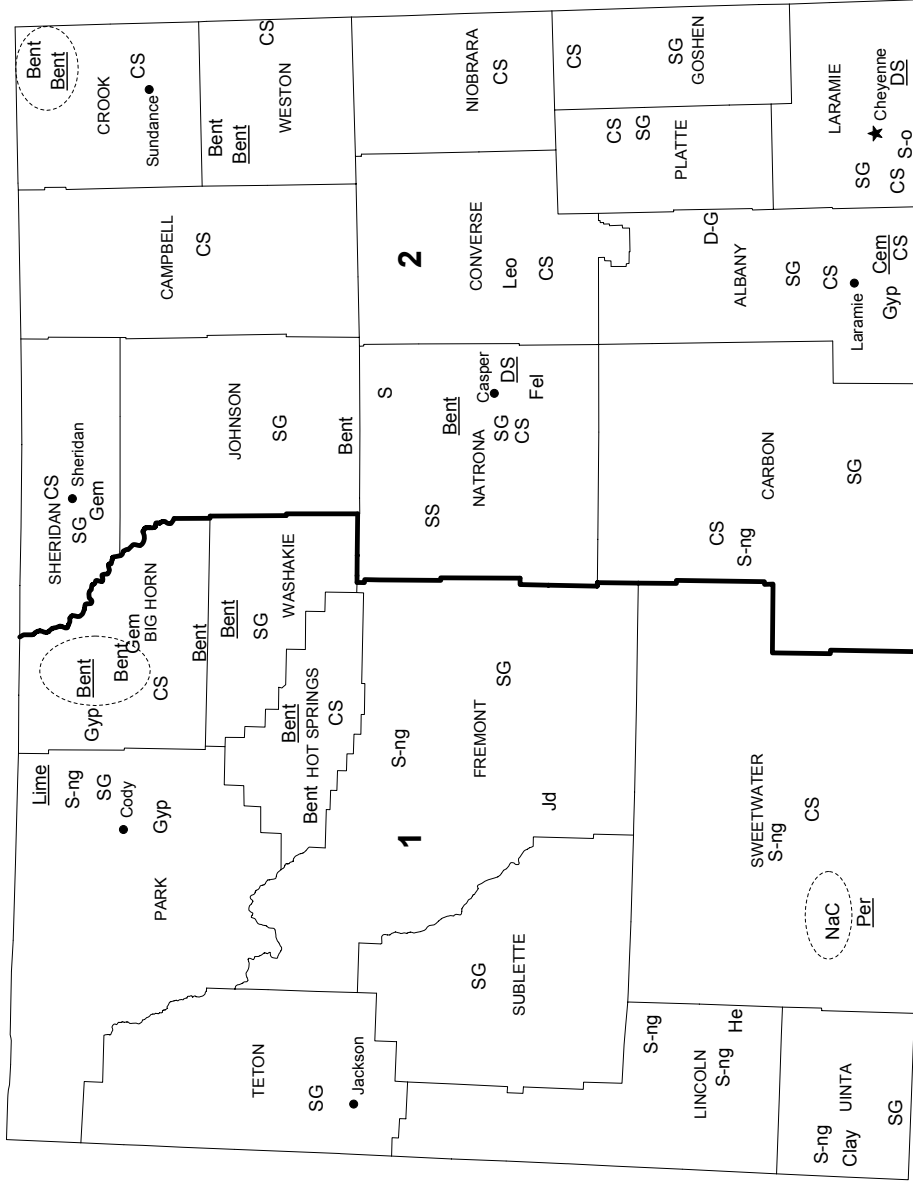 Lime
S-ng
SG
Cody
Gyp
PARK
TETON
SG
Jackson
Gyp
Bent
Bent
Gem
BIG HORN
CS
Bent
SHERIDAN
CS
SG
Sheridan
Gem
JOHNSON
SG
Bent
CAMPBELL
CS
Bent
Bent
CROOK
Sundance
CS
Bent
Bent
WESTON
CS
Bent
SG
WASHAKIE
Bent
Bent
HOT SPRINGS
CS
1
S-ng
FREMONT
SG
Jd
SG
SUBLETTE
S-ng
LINCOLN
S-ng
He
S-ng
Clay
UINTA
SG
SWEETWATER
S-ng
CS
NaC
Per
S
Bent
SS
NATRONA
SG
CS
Casper
DS
Fel
2
CONVERSE
Leo
CS
NIOBRARA
CS
CS
SG
GOSHEN
CS
SG
PLATTE
CARBON
CS
S-ng
SG
D-G
ALBANY
SG
CS
Laramie
Gyp
Cem
CS
LARAMIE
SG
Cheyenne
DS
CS
S-o